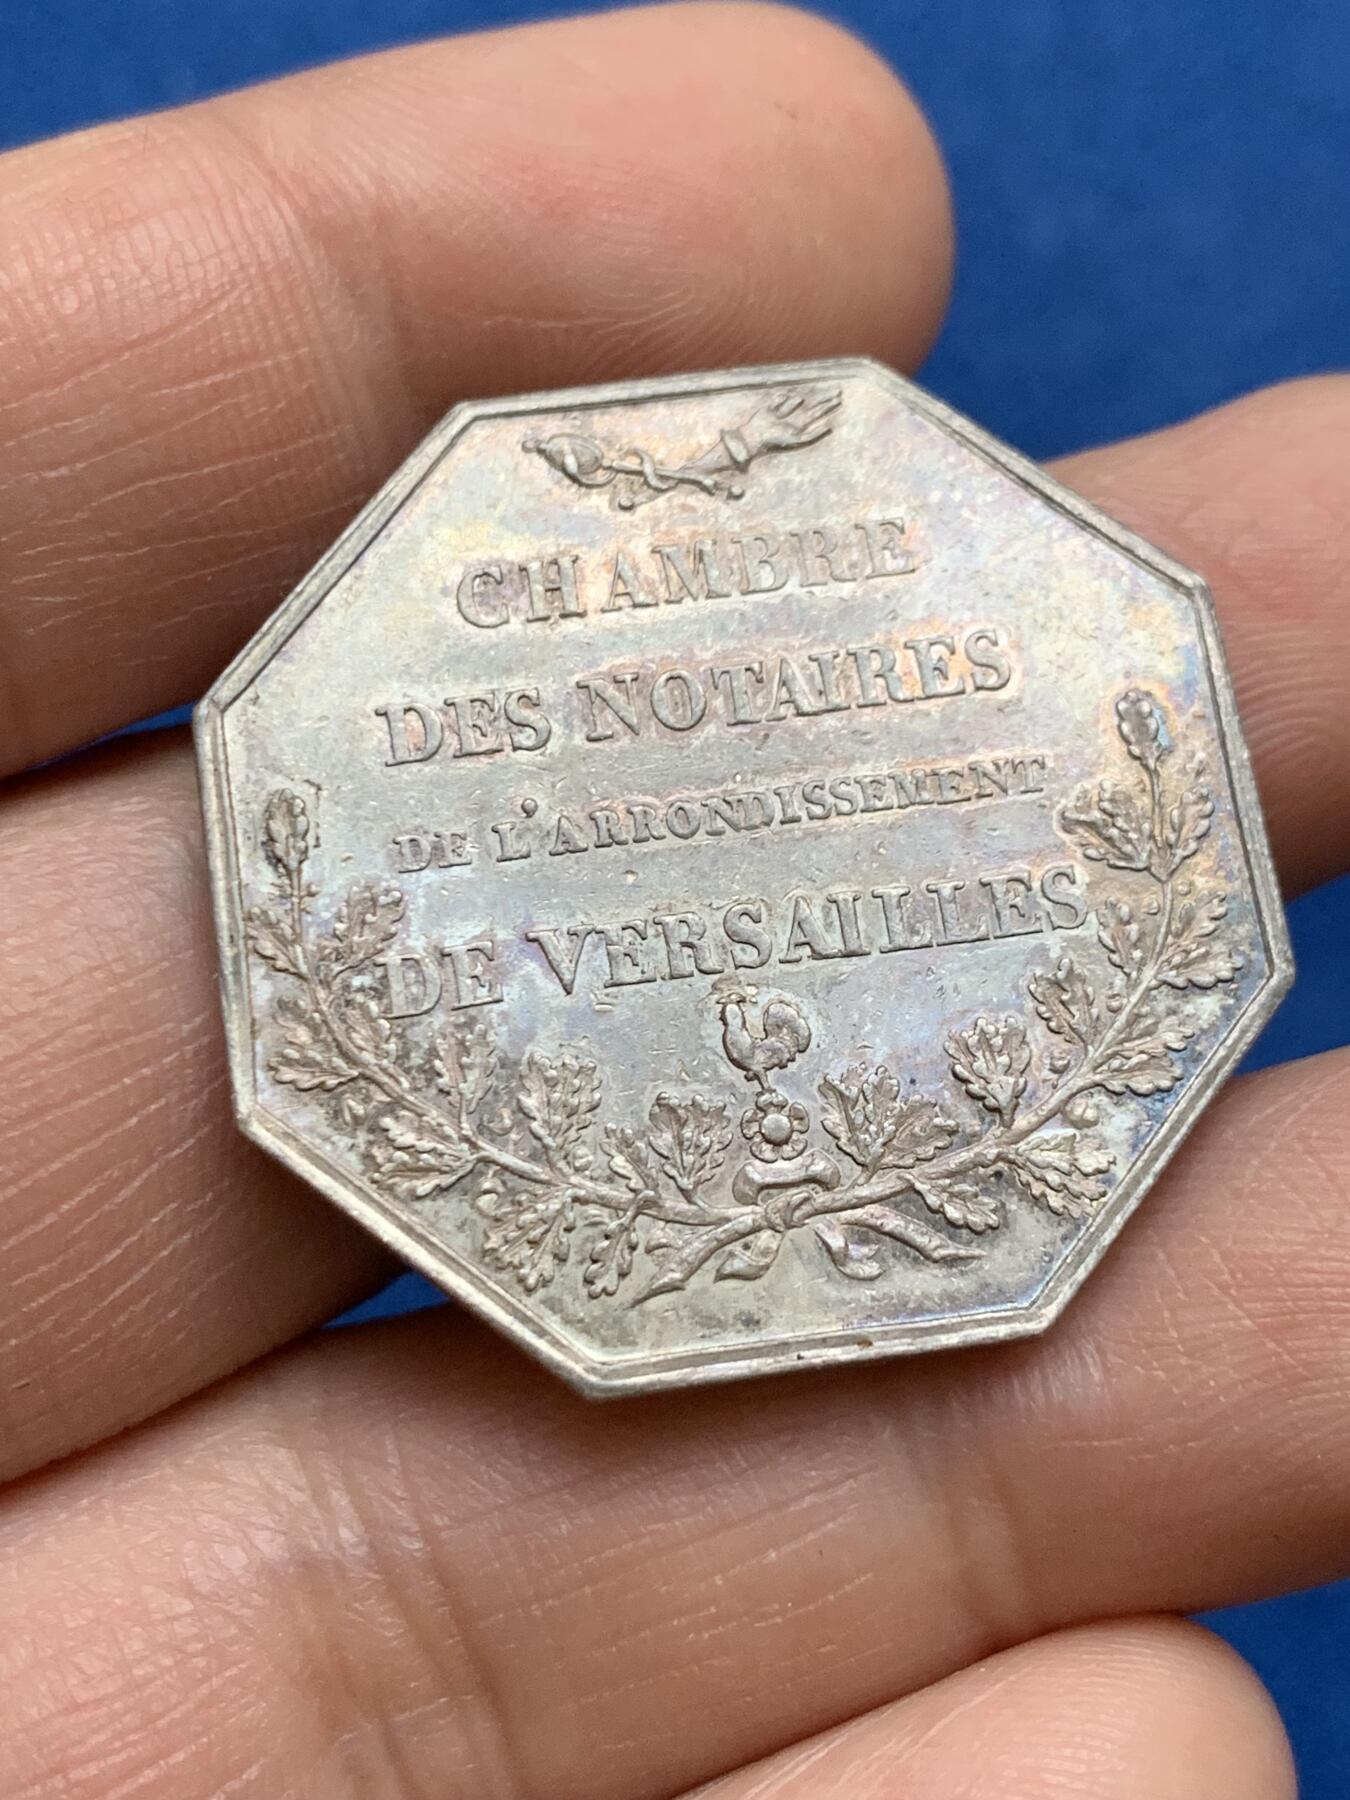 CHAMBRE
DES NOTAIRES
DE L'ARRONDISSEMENT
DE VERSAILLES